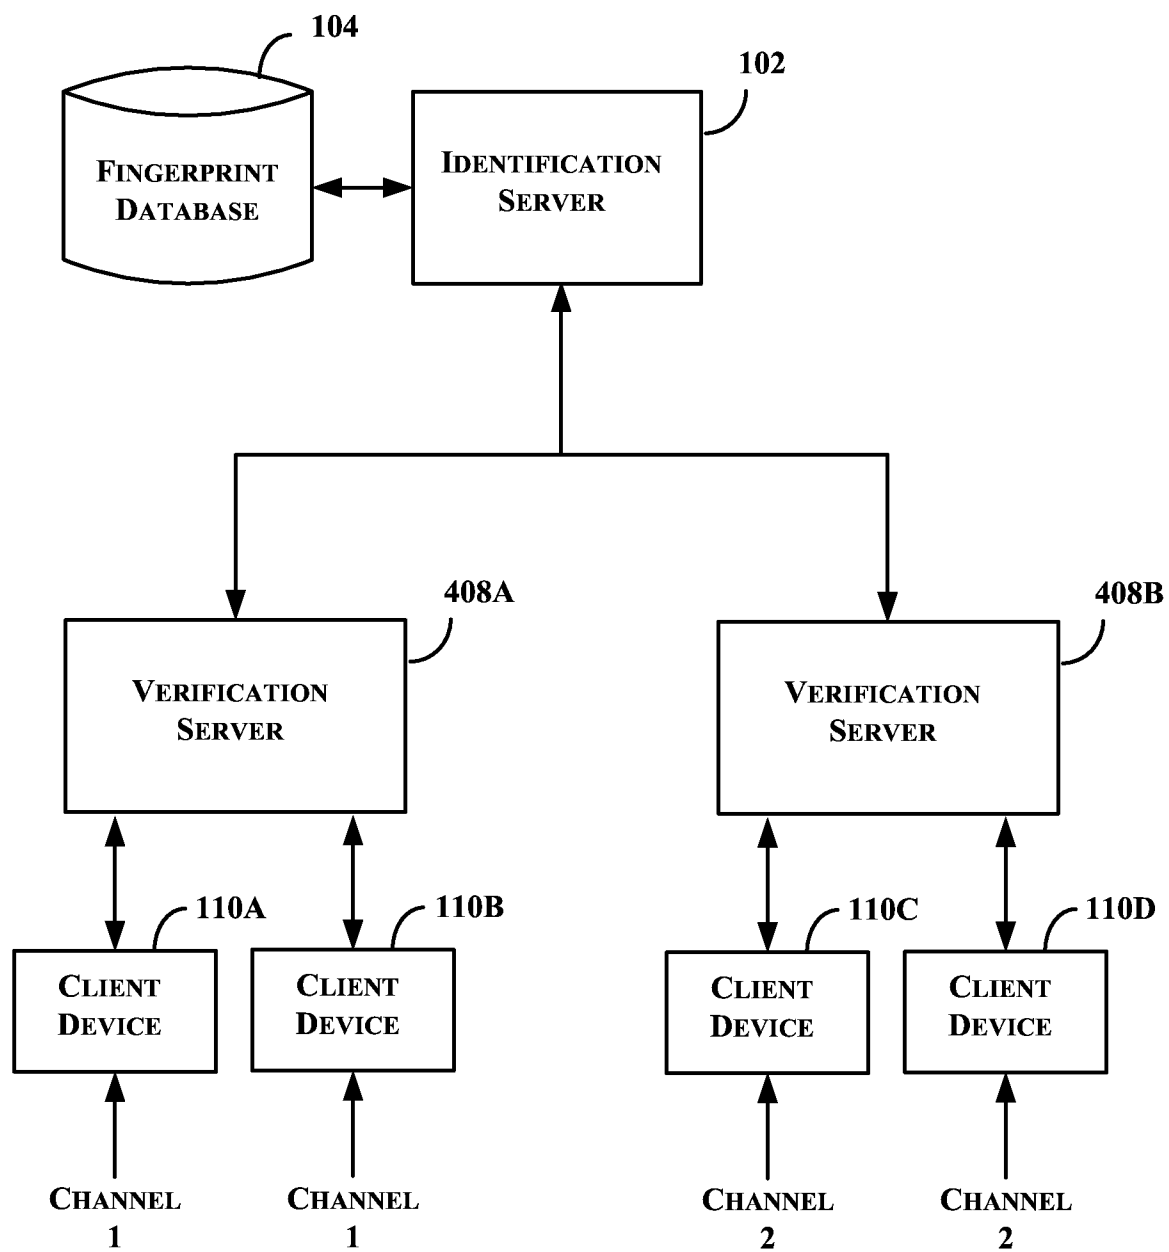 104
102
FINGERPRINT
DATABASE
IDENTIFICATION
SERVER
408A
408B
VERIFICATION
SERVER
VERIFICATION
SERVER
110A
110B
110C
110D
CLIENT
DEVICE
CLIENT
DEVICE
CLIENT
DEVICE
CLIENT
DEVICE
CHANNEL
1
CHANNEL
1
CHANNEL
2
CHANNEL
2